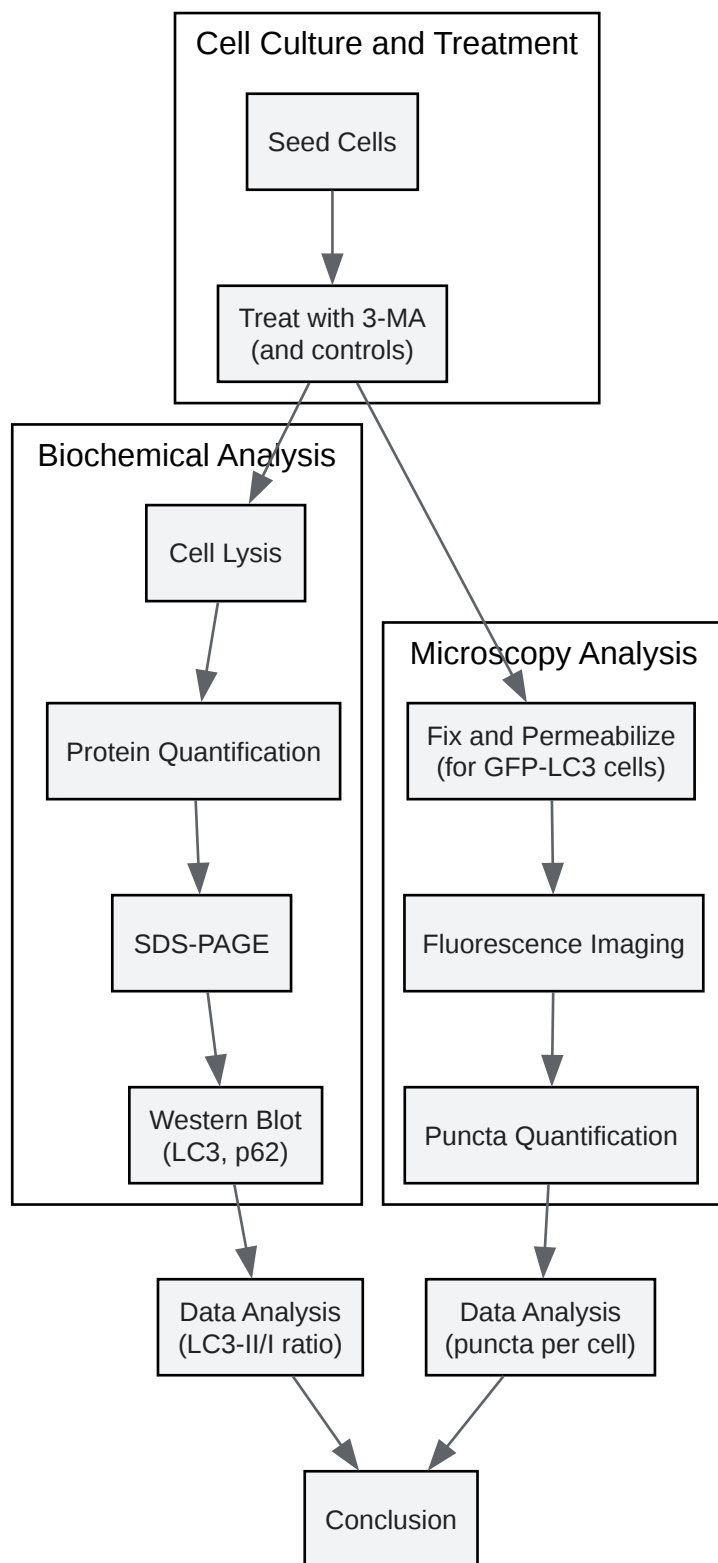 Cell Culture and Treatment
Seed Cells
Treat with 3-MA
(and controls)
Biochemical Analysis
Cell Lysis
Protein Quantification
SDS-PAGE
Western Blot
(LC3, p62)
Microscopy Analysis
Fix and Permeabilize
(for GFP-LC3 cells)
Fluorescence Imaging
Puncta Quantification
Data Analysis
(LC3-II/I ratio)
Data Analysis
(puncta per cell)
Conclusion